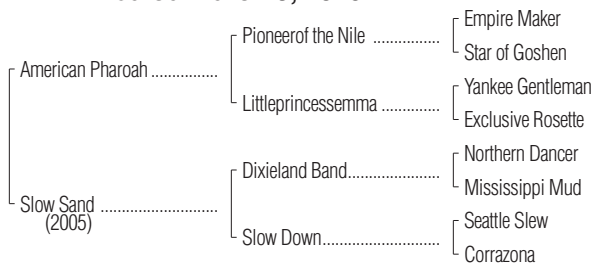 American Pharoah ...............
Slow Sand ..........................
(2005)
Pioneerof the Nile ...............
Littleprincessemma .............
Dixieland Band.....................
Slow Down..........................
Empire Maker
Star of Goshen
Yankee Gentleman
Exclusive Rosette
Northern Dancer
Mississippi Mud
Seattle Slew
Corrazona